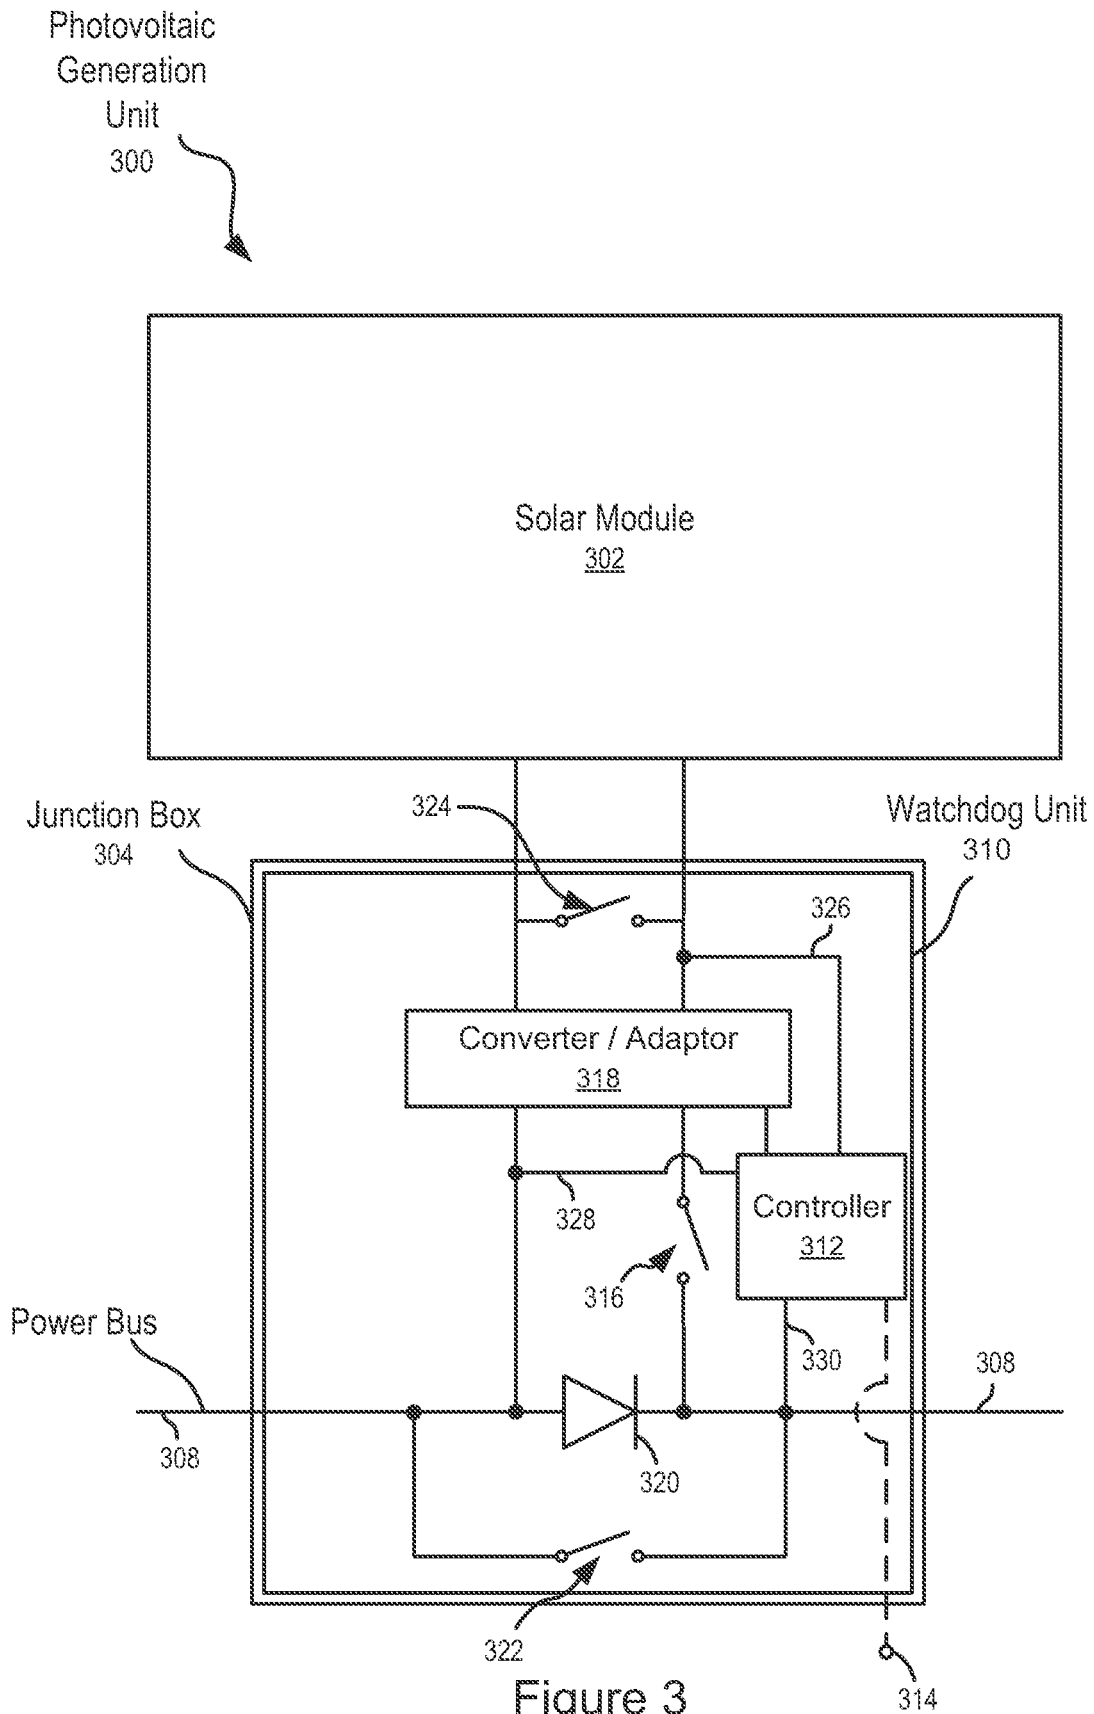 Photovoltaic
Generation
Unit
300
Solar Module
302
Junction Box
304
324
Watchdog Unit
310
326
Converter / Adaptor
318
328
Controller
312
316
Power Bus
330
308
308
320
322
314
Figure 3